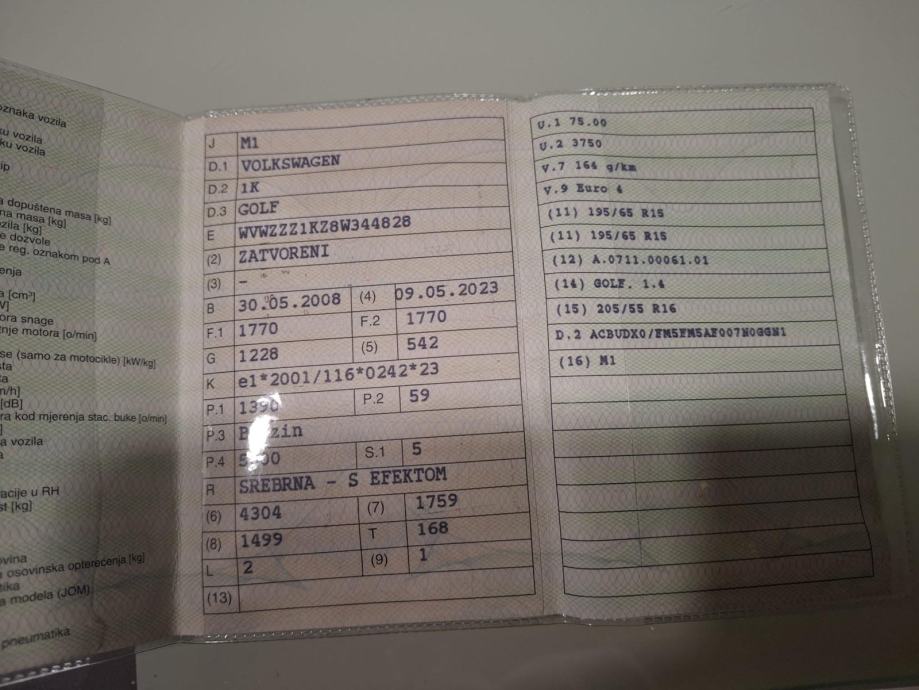 oznaka vozila
ku vozila
ku vozila
ip
a dopuštena masa [kg]
na masa [kg]
zila [kg]
e dozvole
e reg. oznakom pod A
enja
a [cm³]
W]
ora snage
tnje motora [o/min]
se (samo za motocikle) [kW/kg]
sta
ta
m/h]
[dB]
ra kod mjerenja stac. buke [o/min]
]
a vozila
a
acije u RH
st [kg]
ovina
a osovinska opterećenja [kg]
tika
a modela (JOM)
pneumatika
J M1
D.1 VOLKSWAGEN
D.2 1K
D.3 GOLF
E WVWZZZ1KZ8W344828
(2) ZATVORENI
(3) –
B 30.05.2008 (4) 09.05.2023
F.1 1770 F.2 1770
G 1228 (5) 542
K e1*2001/116*0242*23
P.1 1390 P.2 59
P.3
P.4 S.1 5
R SREBRNA - S EFEKTOM
(6) 4304 (7) 1759
(8) 1499 T 168
L 2 (9) 1
(13)
U.1 75.00
U.2 3750
V.7 164 g/km
V.9 Euro 4
(11) 195/65 R15
(11) 195/65 R15
(12) A.0711.00061.01
(14) GOLF, 1.4
(15) 205/55 R16
D.2 ACBUDX0/FM5FM5AF007N0GGN1
(16) M1